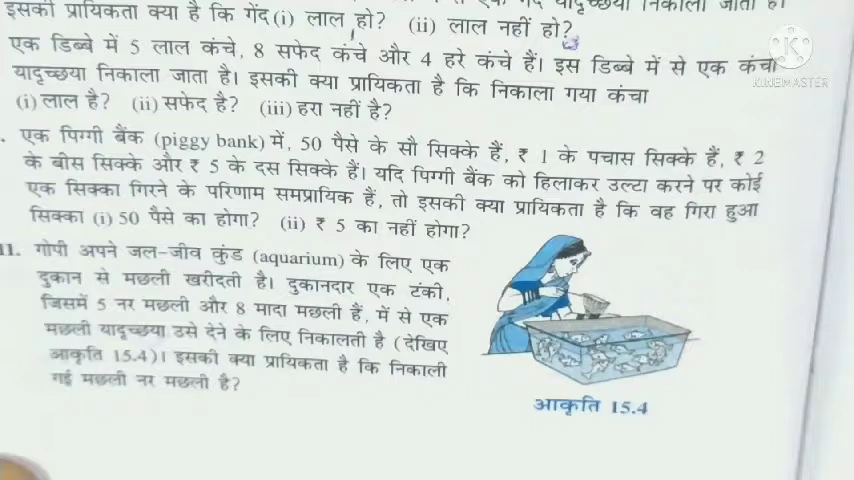 इसकी प्रायिकता क्या है कि गेंद (i) लाल हो? (ii) लाल नहीं हो?
एक डिब्बे में 5 लाल कंचे, 8 सफेद कंचे और 4 हरे कंचे हैं। इस डिब्बे में से एक कंचा
यादृच्छया निकाला जाता है। इसकी क्या प्रायिकता है कि निकाला गया कंचा
(i) लाल है? (ii) सफेद है? (iii) हरा नहीं है?
. एक पिग्गी बैंक (piggy bank) में, 50 पैसे के सौ सिक्के हैं, ₹ 1 के पचास सिक्के हैं, ₹ 2
के बीस सिक्के और ₹ 5 के दस सिक्के हैं। यदि पिग्गी बैंक को हिलाकर उल्टा करने पर कोई
एक सिक्का गिरने के परिणाम समप्रायिक हैं, तो इसकी क्या प्रायिकता है कि वह गिरा हुआ
सिक्का (i) 50 पैसे का होगा? (ii) ₹ 5 का नहीं होगा?
11. गोपी अपने जल-जीव कुंड (aquarium) के लिए एक
दुकान से मछली खरीदती है। दुकानदार एक टंकी,
जिसमें 5 नर मछली और 8 मादा मछली हैं, में से एक
मछली यादृच्छया उसे देने के लिए निकालती है (देखिए
आकृति 15.4)। इसकी क्या प्रायिकता है कि निकाली
गई मछली नर मछली है?
आकृति 15.4
KINEMASTER